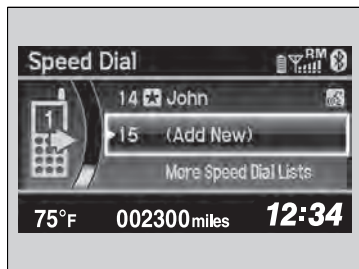 Speed Dial RM
14 John
1
15 (Add New)
More Speed Dial Lists
75°F 002300 miles 12:34